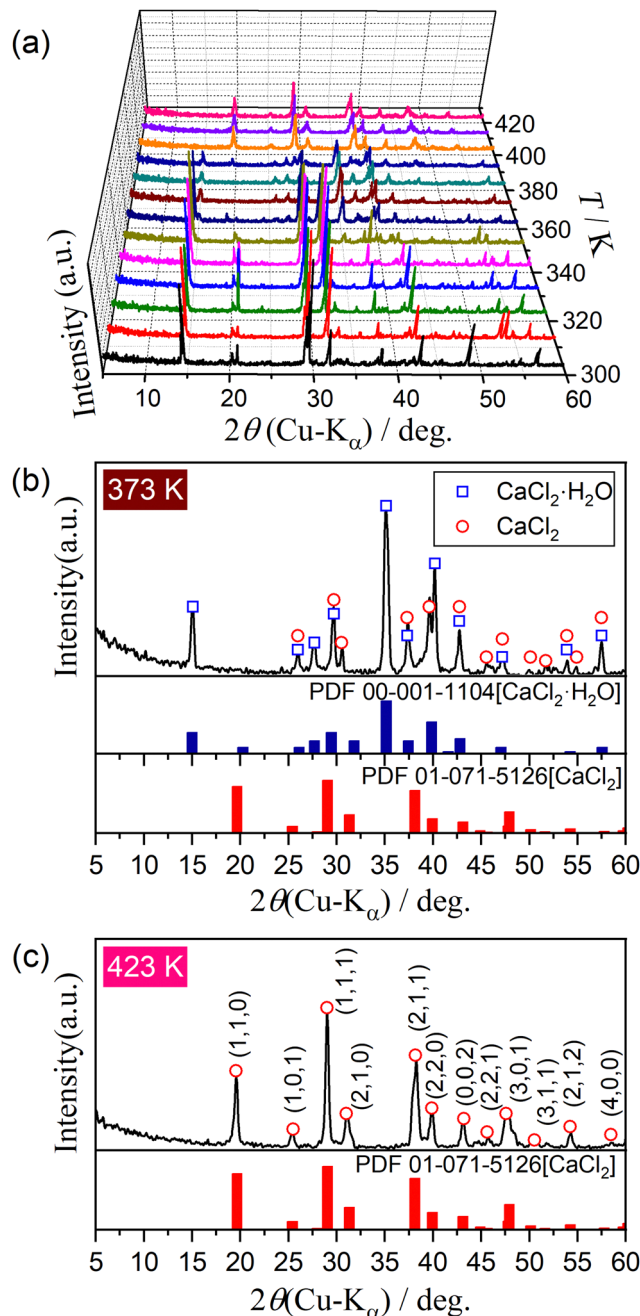 (a)
Intensity (a.u.)
10 20 30 40 50 60
2θ (Cu-Kα) / deg.
300
320
340
360
380
400
420
T / K
(b)
373 K
CaCl₂·H₂O
CaCl₂
Intensity(a.u.)
PDF 00-001-1104[CaCl₂·H₂O]
PDF 01-071-5126[CaCl₂]
5 10 15 20 25 30 35 40 45 50 55 60
2θ(Cu-Kα) / deg.
(c)
423 K
Intensity(a.u.)
(1,1,0)
(1,0,1)
(1,1,1)
(2,1,0)
(2,1,1)
(2,2,0)
(0,0,2)
(2,2,1)
(3,0,1)
(3,1,1)
(2,1,2)
(4,0,0)
PDF 01-071-5126[CaCl₂]
5 10 15 20 25 30 35 40 45 50 55 60
2θ(Cu-Kα) / deg.